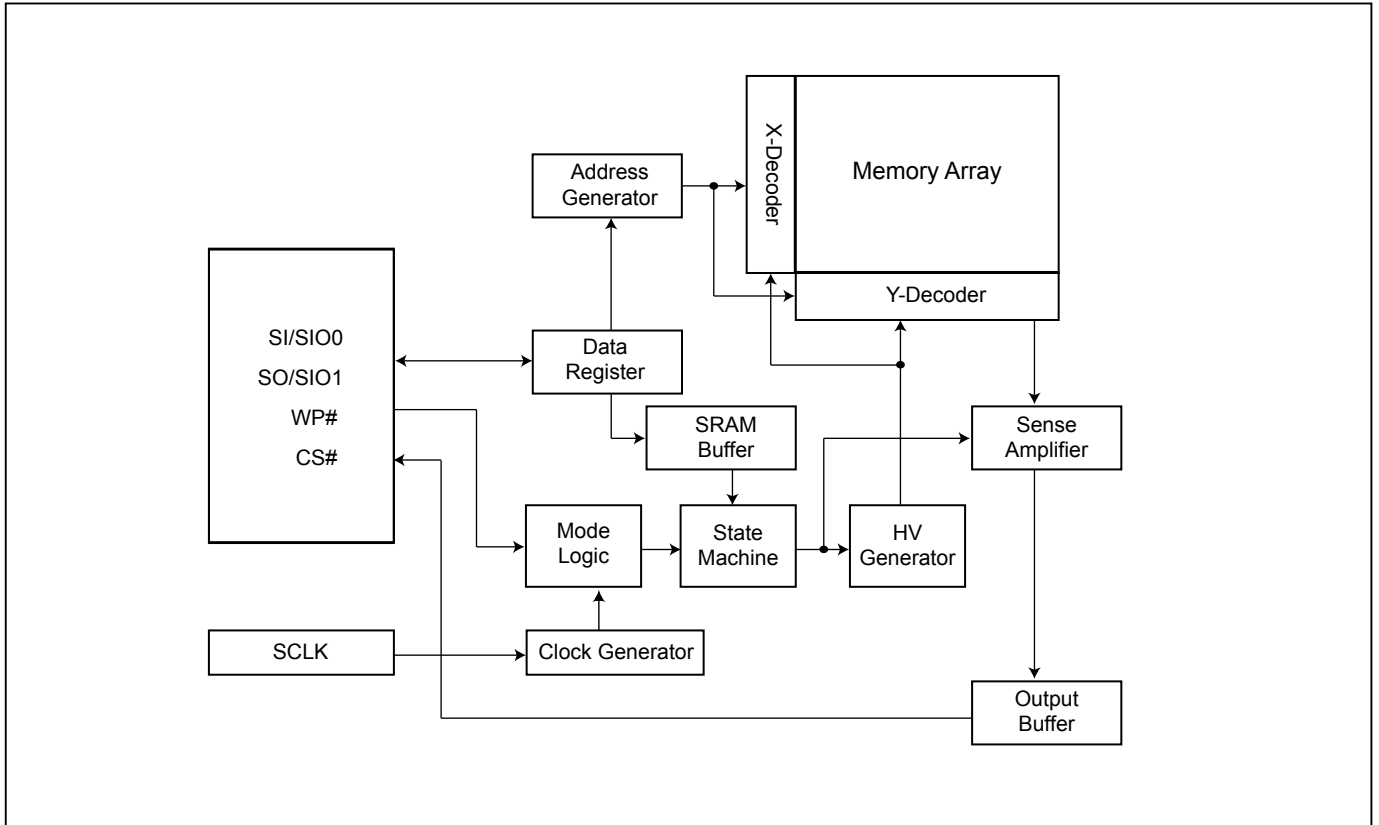 X-Decoder
Memory Array
Address
Generator
Y-Decoder
SI/SIO0
SO/SIO1
WP#
CS#
Data
Register
SRAM
Buffer
Sense
Amplifier
Mode
Logic
State
Machine
HV
Generator
SCLK
Clock Generator
Output
Buffer